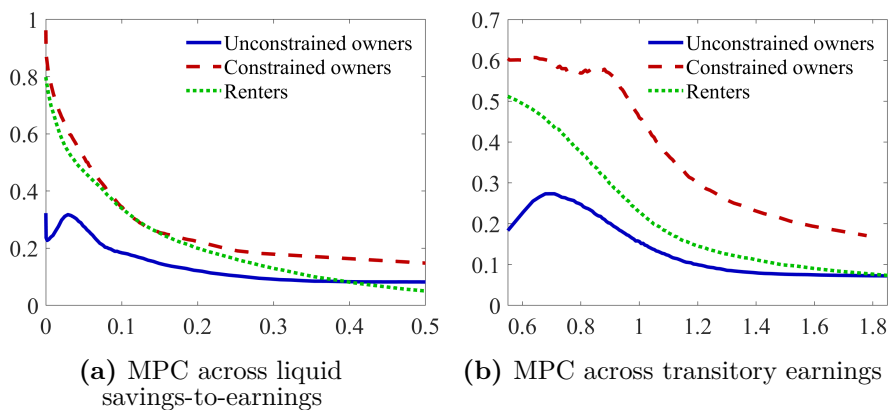 1
0.8
0.6
0.4
0.2
0
0 0.1 0.2 0.3 0.4 0.5
Unconstrained owners
Constrained owners
Renters
(a) MPC across liquid
savings-to-earnings
0.7
0.6
0.5
0.4
0.3
0.2
0.1
0
0.6 0.8 1 1.2 1.4 1.6 1.8
Unconstrained owners
Constrained owners
Renters
(b) MPC across transitory earnings